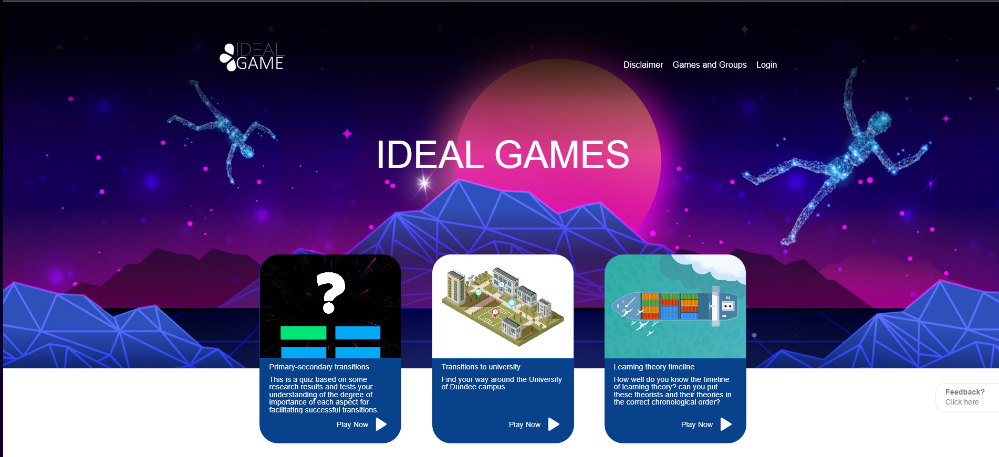 IDEAL
GAME
Disclaimer
Games and Groups
Login
IDEAL GAMES
?
Primary-secondary transitions
This is a quiz based on some
research results and tests your
understanding of the degree of
importance of each aspect for
facilitating successful transitions.
Play Now
Transitions to university
Find your way around the University
of Dundee campus.
Play Now
Learning theory timeline
How well do you know the timeline
of learning theory? can you put
these theorists and their theories in
the correct chronological order?
Play Now
Feedback?
Click here